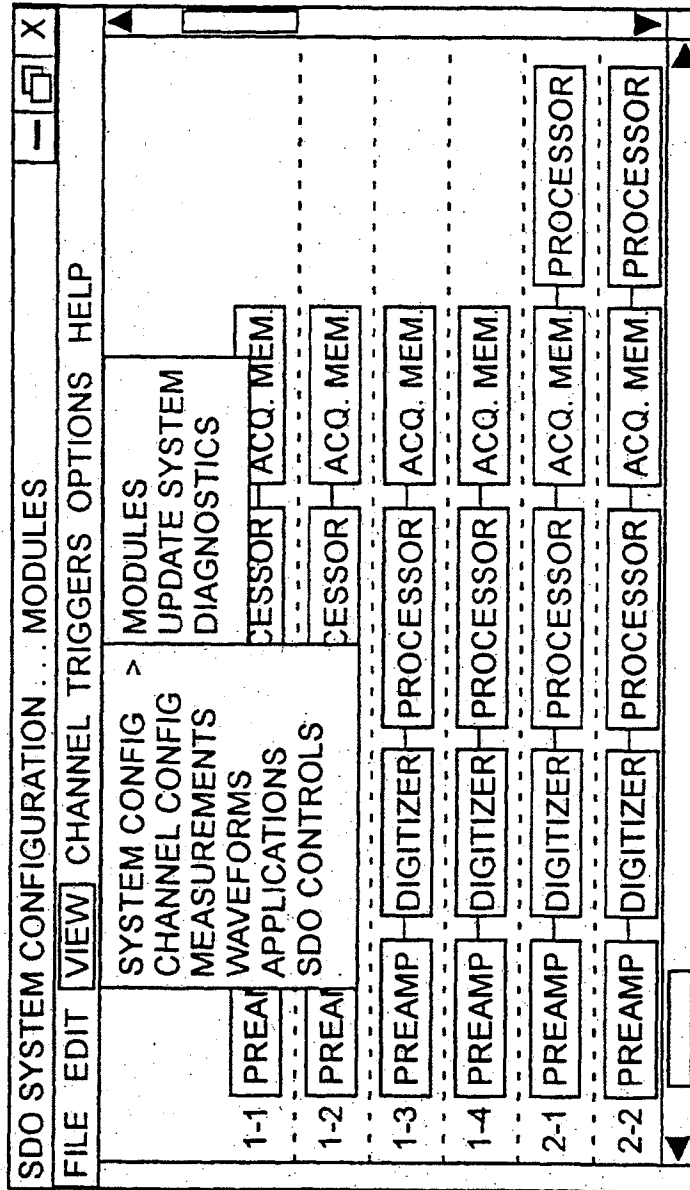 SDO SYSTEM CONFIGURATION . . . MODULES
FILE EDIT VIEW CHANNEL TRIGGERS OPTIONS HELP
SYSTEM CONFIG >
CHANNEL CONFIG
MEASUREMENTS
WAVEFORMS
APPLICATIONS
SDO CONTROLS
MODULES
UPDATE SYSTEM
DIAGNOSTICS
1-1 PREAM CESSOR ACQ. MEM.
1-2 PREAM CESSOR ACQ. MEM.
1-3 PREAMP DIGITIZER PROCESSOR ACQ. MEM.
1-4 PREAMP DIGITIZER PROCESSOR ACQ. MEM.
2-1 PREAMP DIGITIZER PROCESSOR ACQ. MEM. PROCESSOR
2-2 PREAMP DIGITIZER PROCESSOR ACQ. MEM. PROCESSOR